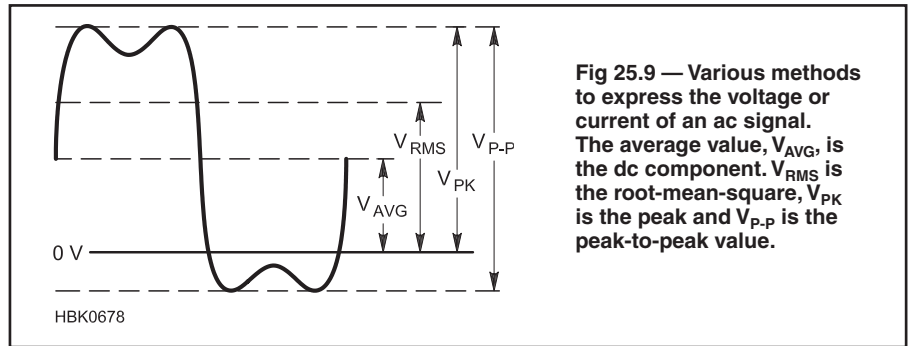 V_RMS
V_P-P
V_PK
V_AVG
0 V
HBK0678
Fig 25.9 — Various methods
to express the voltage or
current of an ac signal.
The average value, V_AVG, is
the dc component. V_RMS is
the root-mean-square, V_PK
is the peak and V_P-P is the
peak-to-peak value.